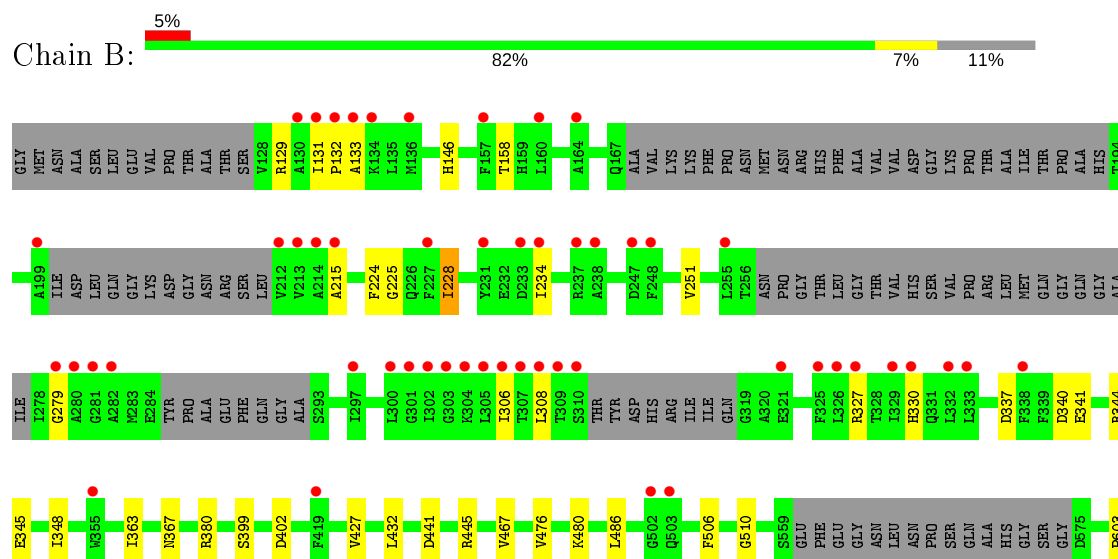 5%
Chain B:
82% 7% 11%
GLY MET ASN ALA SER LEU GLU VAL PRO THR ALA THR SER V128 R129 A130 I131 P132 A133 K134 L135 M136 H146 F157 T158 H159 L160 A164 Q167 ALA VAL LYS LYS PHE PRO ASN MET ASN ARG HIS PHE ALA VAL VAL ASP GLY LYS PRO THR ALA ILE THR PRO ALA HIS T194
A199 ILE ASP LEU GLN GLY LYS ASP GLY ASN ARG SER LEU V212 V213 A214 A215 F224 G225 Q226 F227 I228 Y231 E232 D233 I234 R237 A238 D247 F248 V251 L255 T256 ASN PRO GLY THR LEU GLY THR VAL HIS SER VAL PRO ARG LEU MET GLN GLY GLN GLY ALA
ILE I278 G279 A280 G281 A282 M283 E284 TYR PRO ALA GLU PHE GLN GLY ALA S293 I297 L300 G301 I302 G303 K304 L305 I306 T307 L308 T309 S310 THR TYR ASP HIS ARG ILE ILE GLN G319 A320 E321 F325 L326 R327 T328 I329 H330 Q331 L332 L333 D337 F338 F339 D340 E341
E345 I348 W355 I363 N367 R380 S399 D402 F419 V427 L432 D441 R445 V467 V476 K480 L486 G502 Q503 F506 G510 S559 GLU PHE GLU GLY ASN LEU ASN PRO SER GLN ALA HIS GLY SER GLY D575